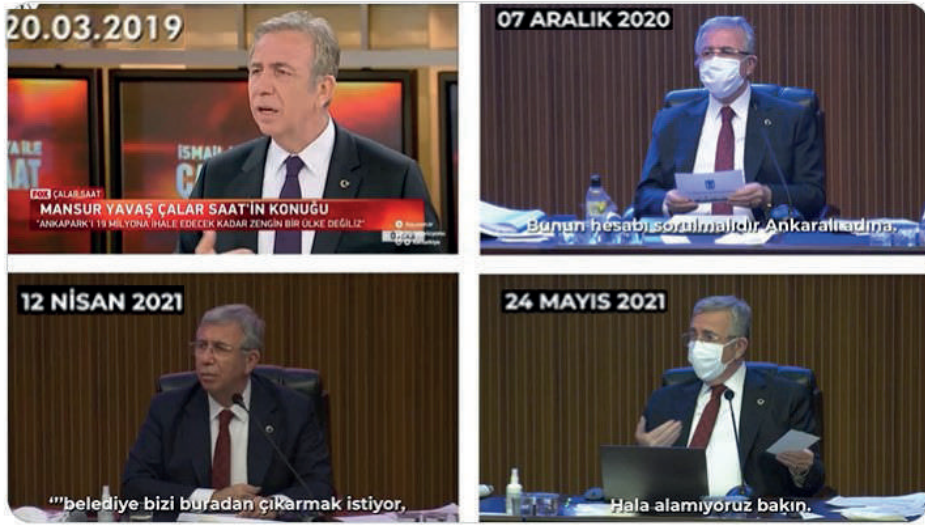 20.03.2019
İSMAİL
FOX ÇALAR SAAT
MANSUR YAVAŞ ÇALAR SAAT'İN KONUĞU
"ANKAPARK'I 19 MİLYONA İHALE EDECEK KADAR ZENGİN BİR ÜLKE DEĞİLİZ"
07 ARALIK 2020
Bunun hesabı sorulmalıdır Ankaralı adına.
12 NİSAN 2021
'"belediye bizi buradan çıkarmak istiyor,
24 MAYIS 2021
Hala alamıyoruz bakın.